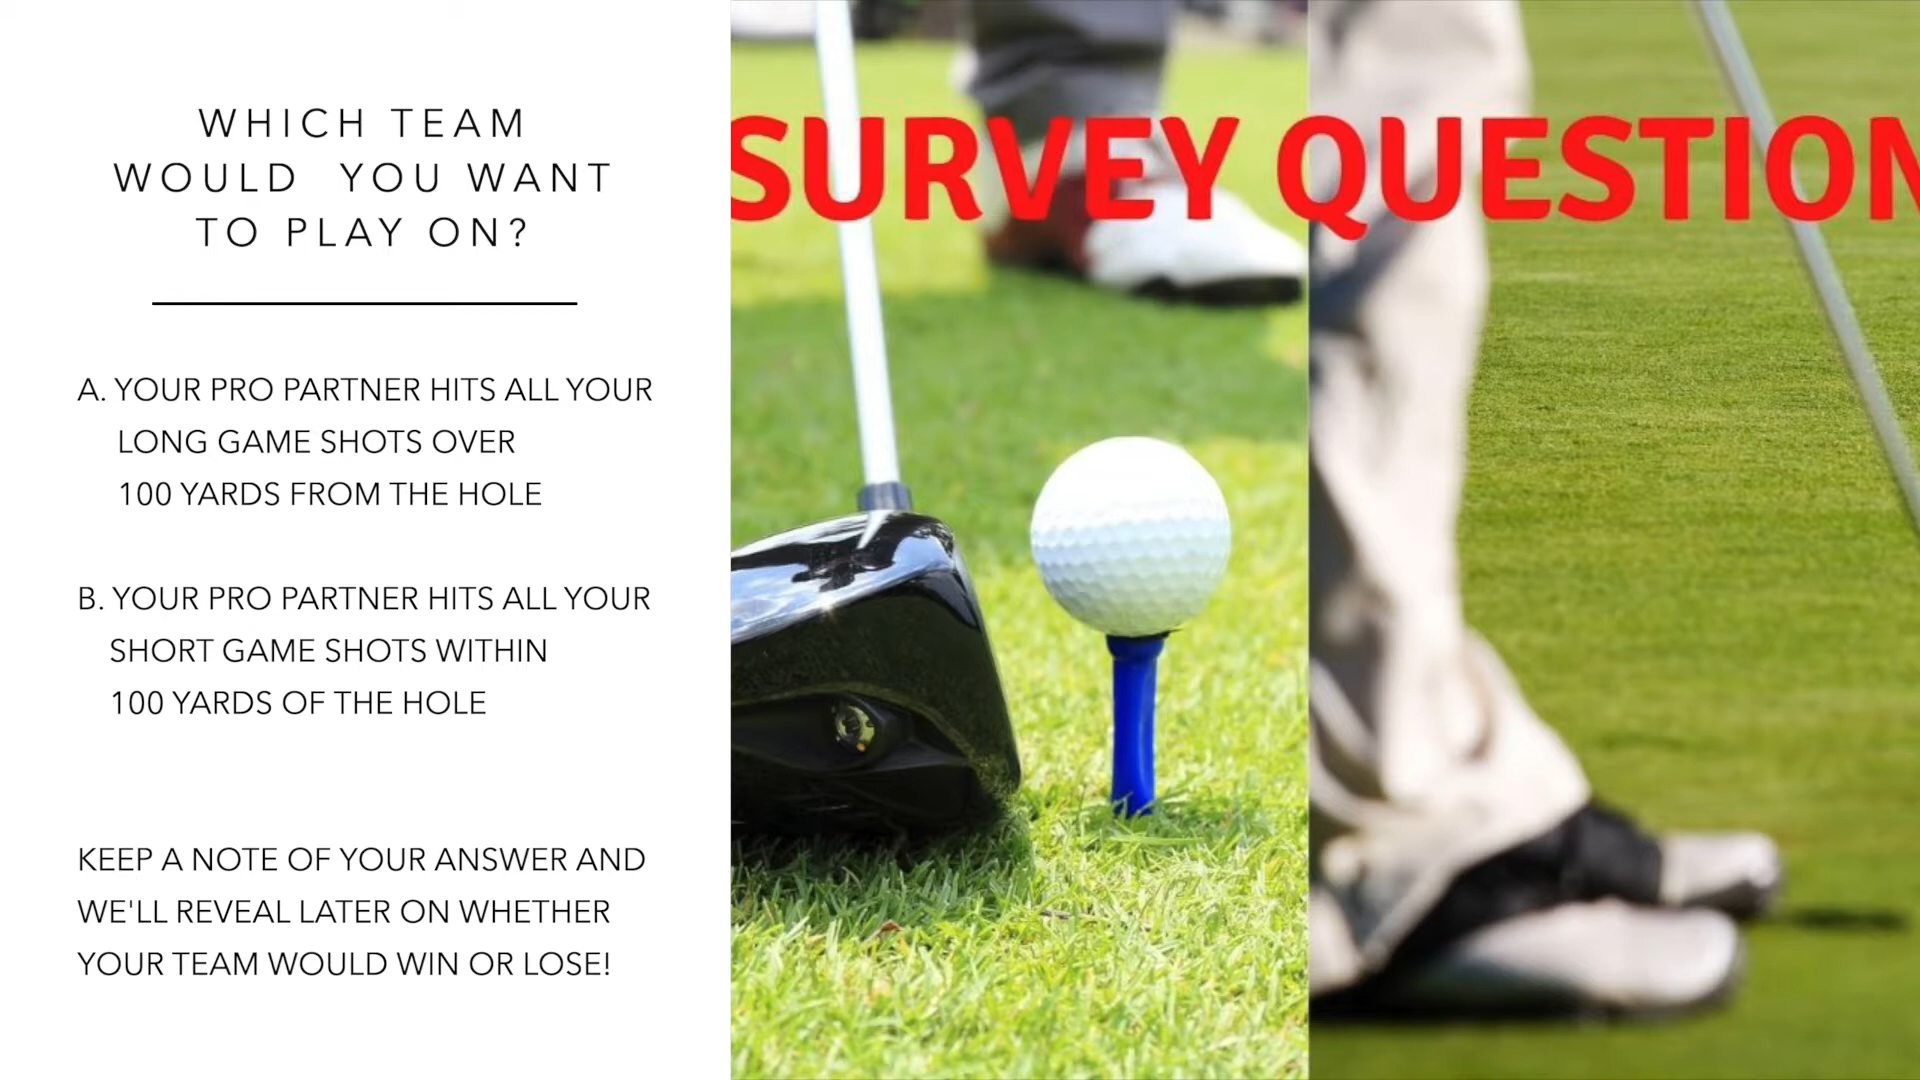 WHICH TEAM
WOULD YOU WANT
TO PLAY ON?
A. YOUR PRO PARTNER HITS ALL YOUR
LONG GAME SHOTS OVER
100 YARDS FROM THE HOLE
B. YOUR PRO PARTNER HITS ALL YOUR
SHORT GAME SHOTS WITHIN
100 YARDS OF THE HOLE
KEEP A NOTE OF YOUR ANSWER AND
WE'LL REVEAL LATER ON WHETHER
YOUR TEAM WOULD WIN OR LOSE!
SURVEY QUESTION